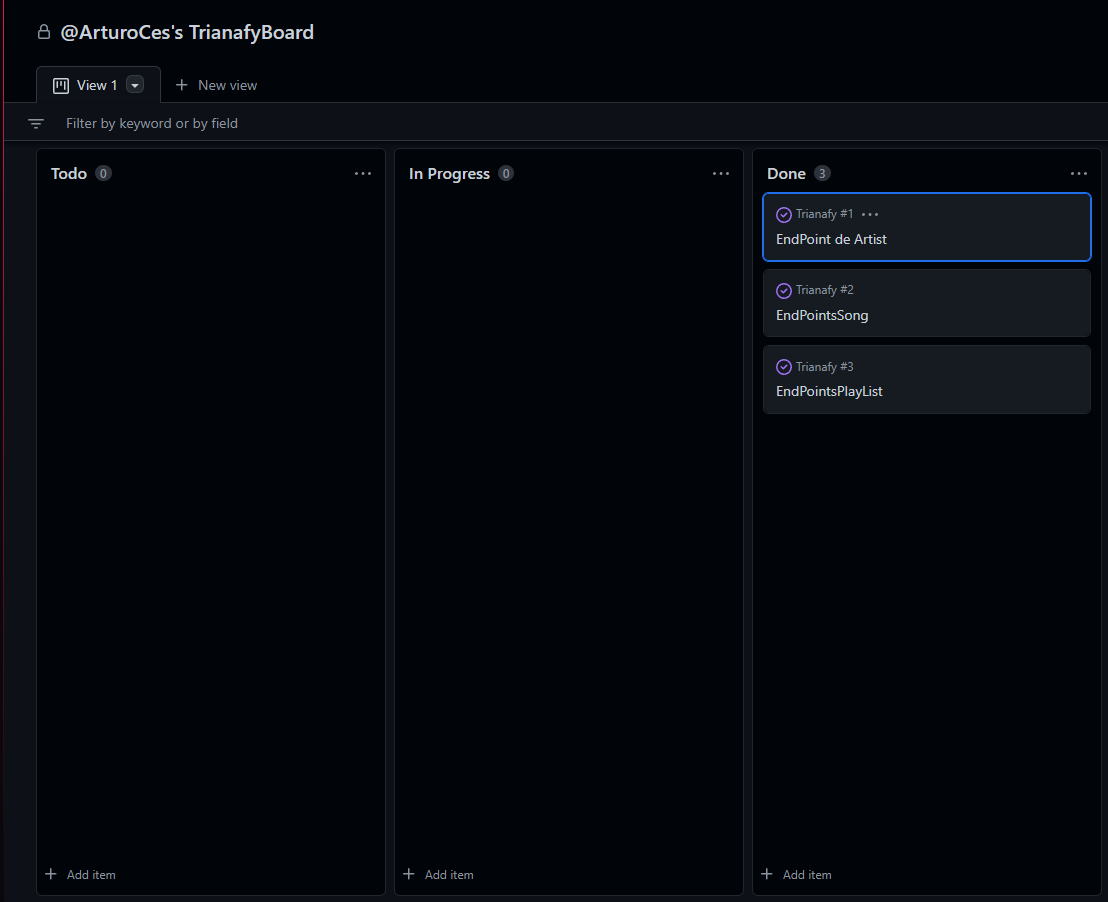 @ArturoCes's TrianafyBoard
View 1
New view
Filter by keyword or by field
Todo 0
In Progress 0
Done 3
Trianafy #1
EndPoint de Artist
Trianafy #2
EndPointsSong
Trianafy #3
EndPointsPlayList
Add item
Add item
Add item